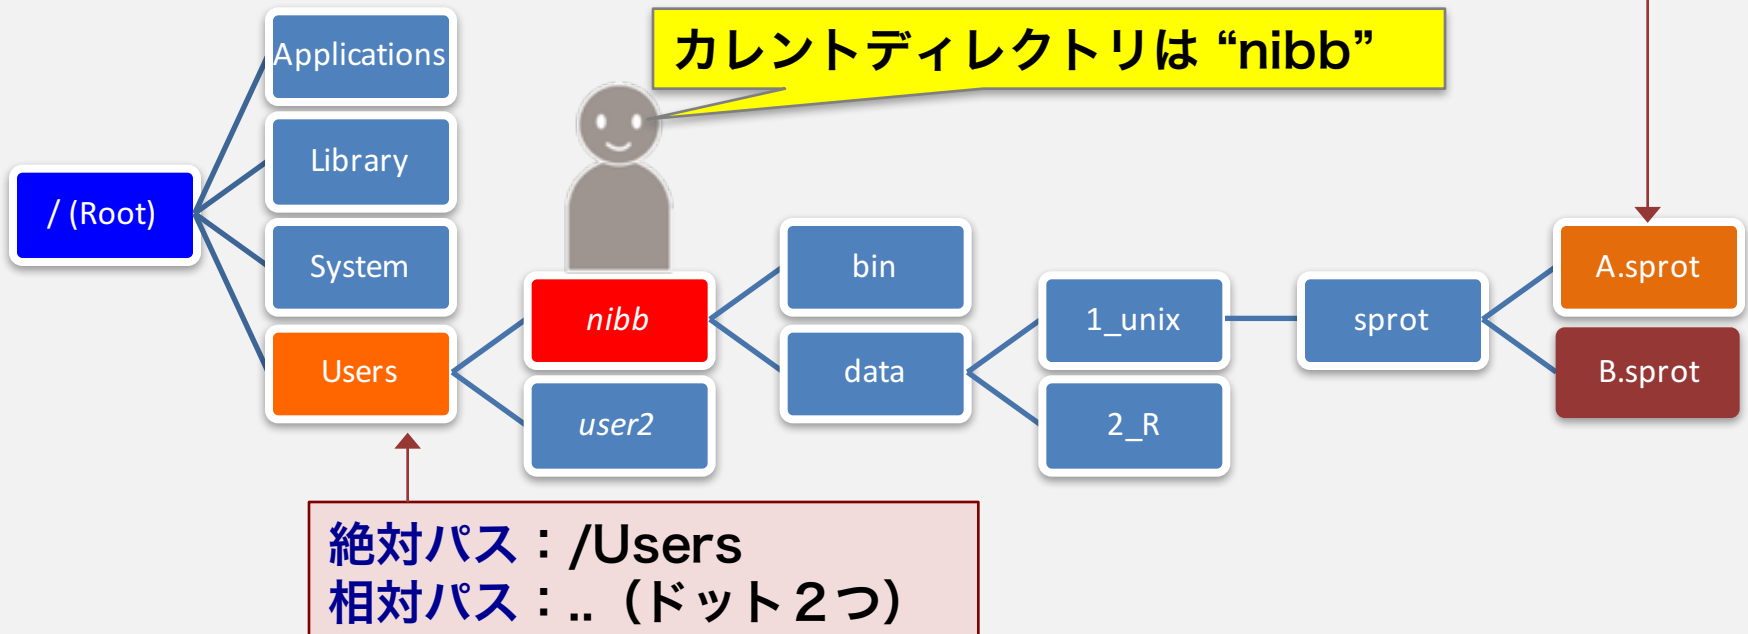 カレントディレクトリは “nibb”
Applications
Library
/ (Root)
System
Users
nibb
user2
bin
data
1_unix
2_R
sprot
A.sprot
B.sprot
絶対パス：/Users
相対パス：..（ドット２つ）